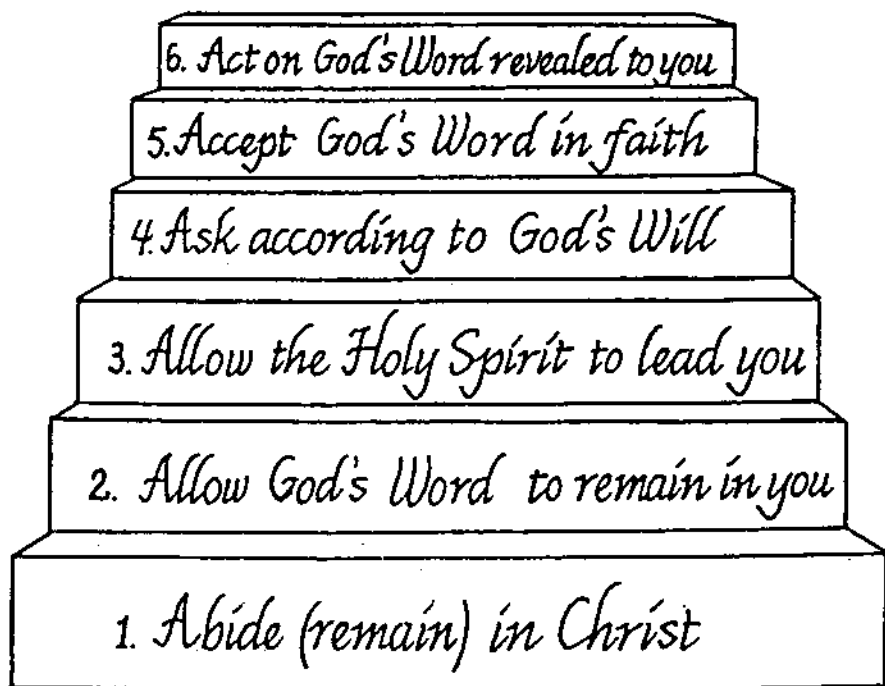 6. Act on God's Word revealed to you
5. Accept God's Word in faith
4. Ask according to God's Will
3. Allow the Holy Spirit to lead you
2. Allow God's Word to remain in you
1. Abide (remain) in Christ